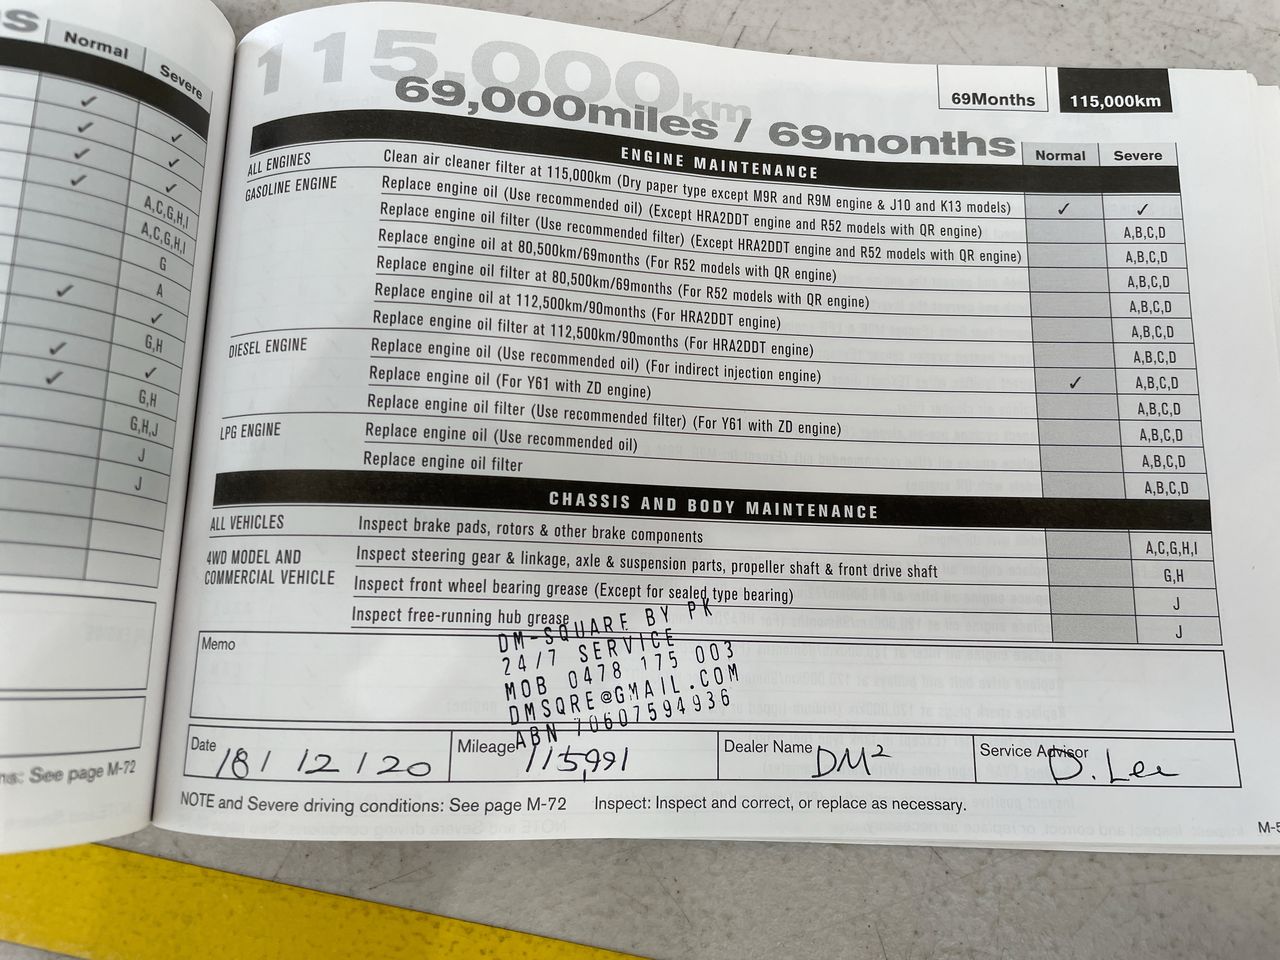 s
Normal
Severe
✓
✓ ✓
✓ ✓
✓ ✓
A,C,G,H,I
A,C,G,H,I
G
A
✓ ✓
G,H
✓ ✓
✓ G,H
G,H,J
J
J
See page M-72
115,000km
69,000miles / 69months
69Months
115,000km
ENGINE MAINTENANCE
Normal
Severe
ALL ENGINES Clean air cleaner filter at 115,000km (Dry paper type except M9R and R9M engine & J10 and K13 models) ✓ ✓
GASOLINE ENGINE Replace engine oil (Use recommended oil) (Except HRA2DDT engine and R52 models with QR engine) A,B,C,D
Replace engine oil filter (Use recommended filter) (Except HRA2DDT engine and R52 models with QR engine) A,B,C,D
Replace engine oil at 80,500km/69months (For R52 models with QR engine) A,B,C,D
Replace engine oil filter at 80,500km/69months (For R52 models with QR engine) A,B,C,D
Replace engine oil at 112,500km/90months (For HRA2DDT engine) A,B,C,D
Replace engine oil filter at 112,500km/90months (For HRA2DDT engine) A,B,C,D
DIESEL ENGINE Replace engine oil (Use recommended oil) (For indirect injection engine) ✓ A,B,C,D
Replace engine oil (For Y61 with ZD engine) A,B,C,D
Replace engine oil filter (Use recommended filter) (For Y61 with ZD engine) A,B,C,D
LPG ENGINE Replace engine oil (Use recommended oil) A,B,C,D
Replace engine oil filter A,B,C,D
CHASSIS AND BODY MAINTENANCE
ALL VEHICLES Inspect brake pads, rotors & other brake components A,C,G,H,I
4WD MODEL AND COMMERCIAL VEHICLE Inspect steering gear & linkage, axle & suspension parts, propeller shaft & front drive shaft G,H
Inspect front wheel bearing grease (Except for sealed type bearing) J
Inspect free-running hub grease J
Memo
DM-SQUARE BY PK
24/7 SERVICE
MOB 0478 175 003
DMSQRE@GMAIL.COM
ABN 70607594936
Date 18/12/20
Mileage 115,991
Dealer Name DM²
Service Advisor D. Lee
NOTE and Severe driving conditions: See page M-72 Inspect: Inspect and correct, or replace as necessary.